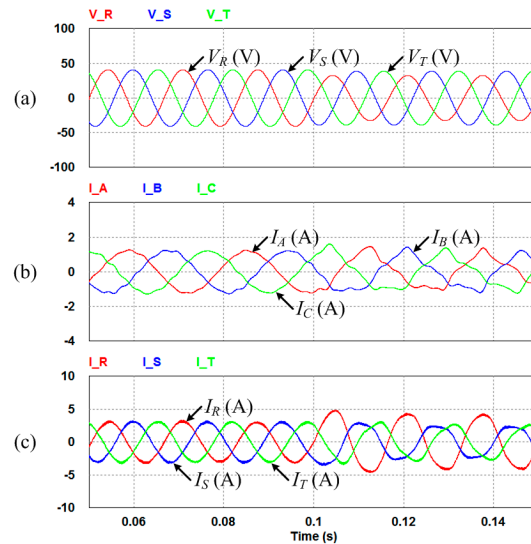 V_R V_S V_T
100
V_R (V) V_S (V) V_T (V)
50
(a) 0
-50
-100
I_A I_B I_C
4
I_A (A) I_B (A)
2
(b) 0
-2
I_C (A)
-4
I_R I_S I_T
10
I_R (A)
5
(c) 0
-5
I_S (A) I_T (A)
-10
0.06 0.08 0.1 0.12 0.14
Time (s)